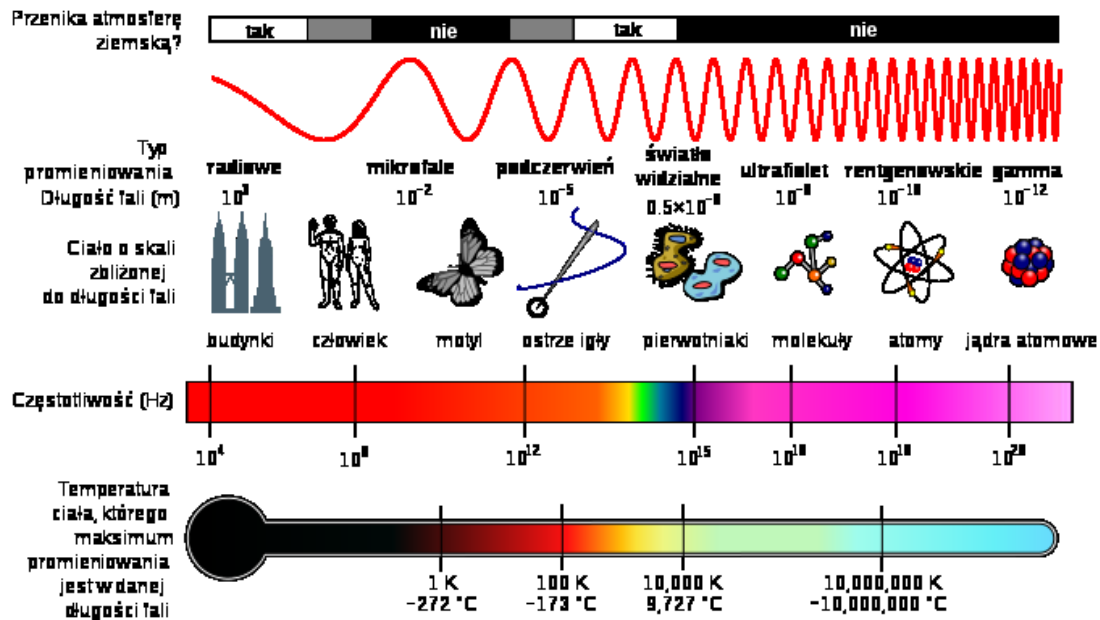 Przenika atmosferę
ziemską?
tak nie tak nie
Typ
promieniowania
Długość fali (m)
radiowe mikrofale podczerwień światło widzialne ultrafiolet rentgenowskie gamma
10³ 10⁻² 10⁻⁵ 0.5×10⁻⁶ 10⁻⁸ 10⁻¹⁰ 10⁻¹²
Ciało o skali
zbliżonej
do długości fali
budynki człowiek motyl ostrze igły pierwotniaki molekuły atomy jądra atomowe
Częstotliwość (Hz)
10⁴ 10⁸ 10¹² 10¹⁵ 10¹⁶ 10¹⁸ 10²⁰
Temperatura
ciała, którego
maksimum
promieniowania
jest w danej
długości fali
1 K 100 K 10,000 K 10,000,000 K
-272 °C -173 °C 9,727 °C ~10,000,000 °C